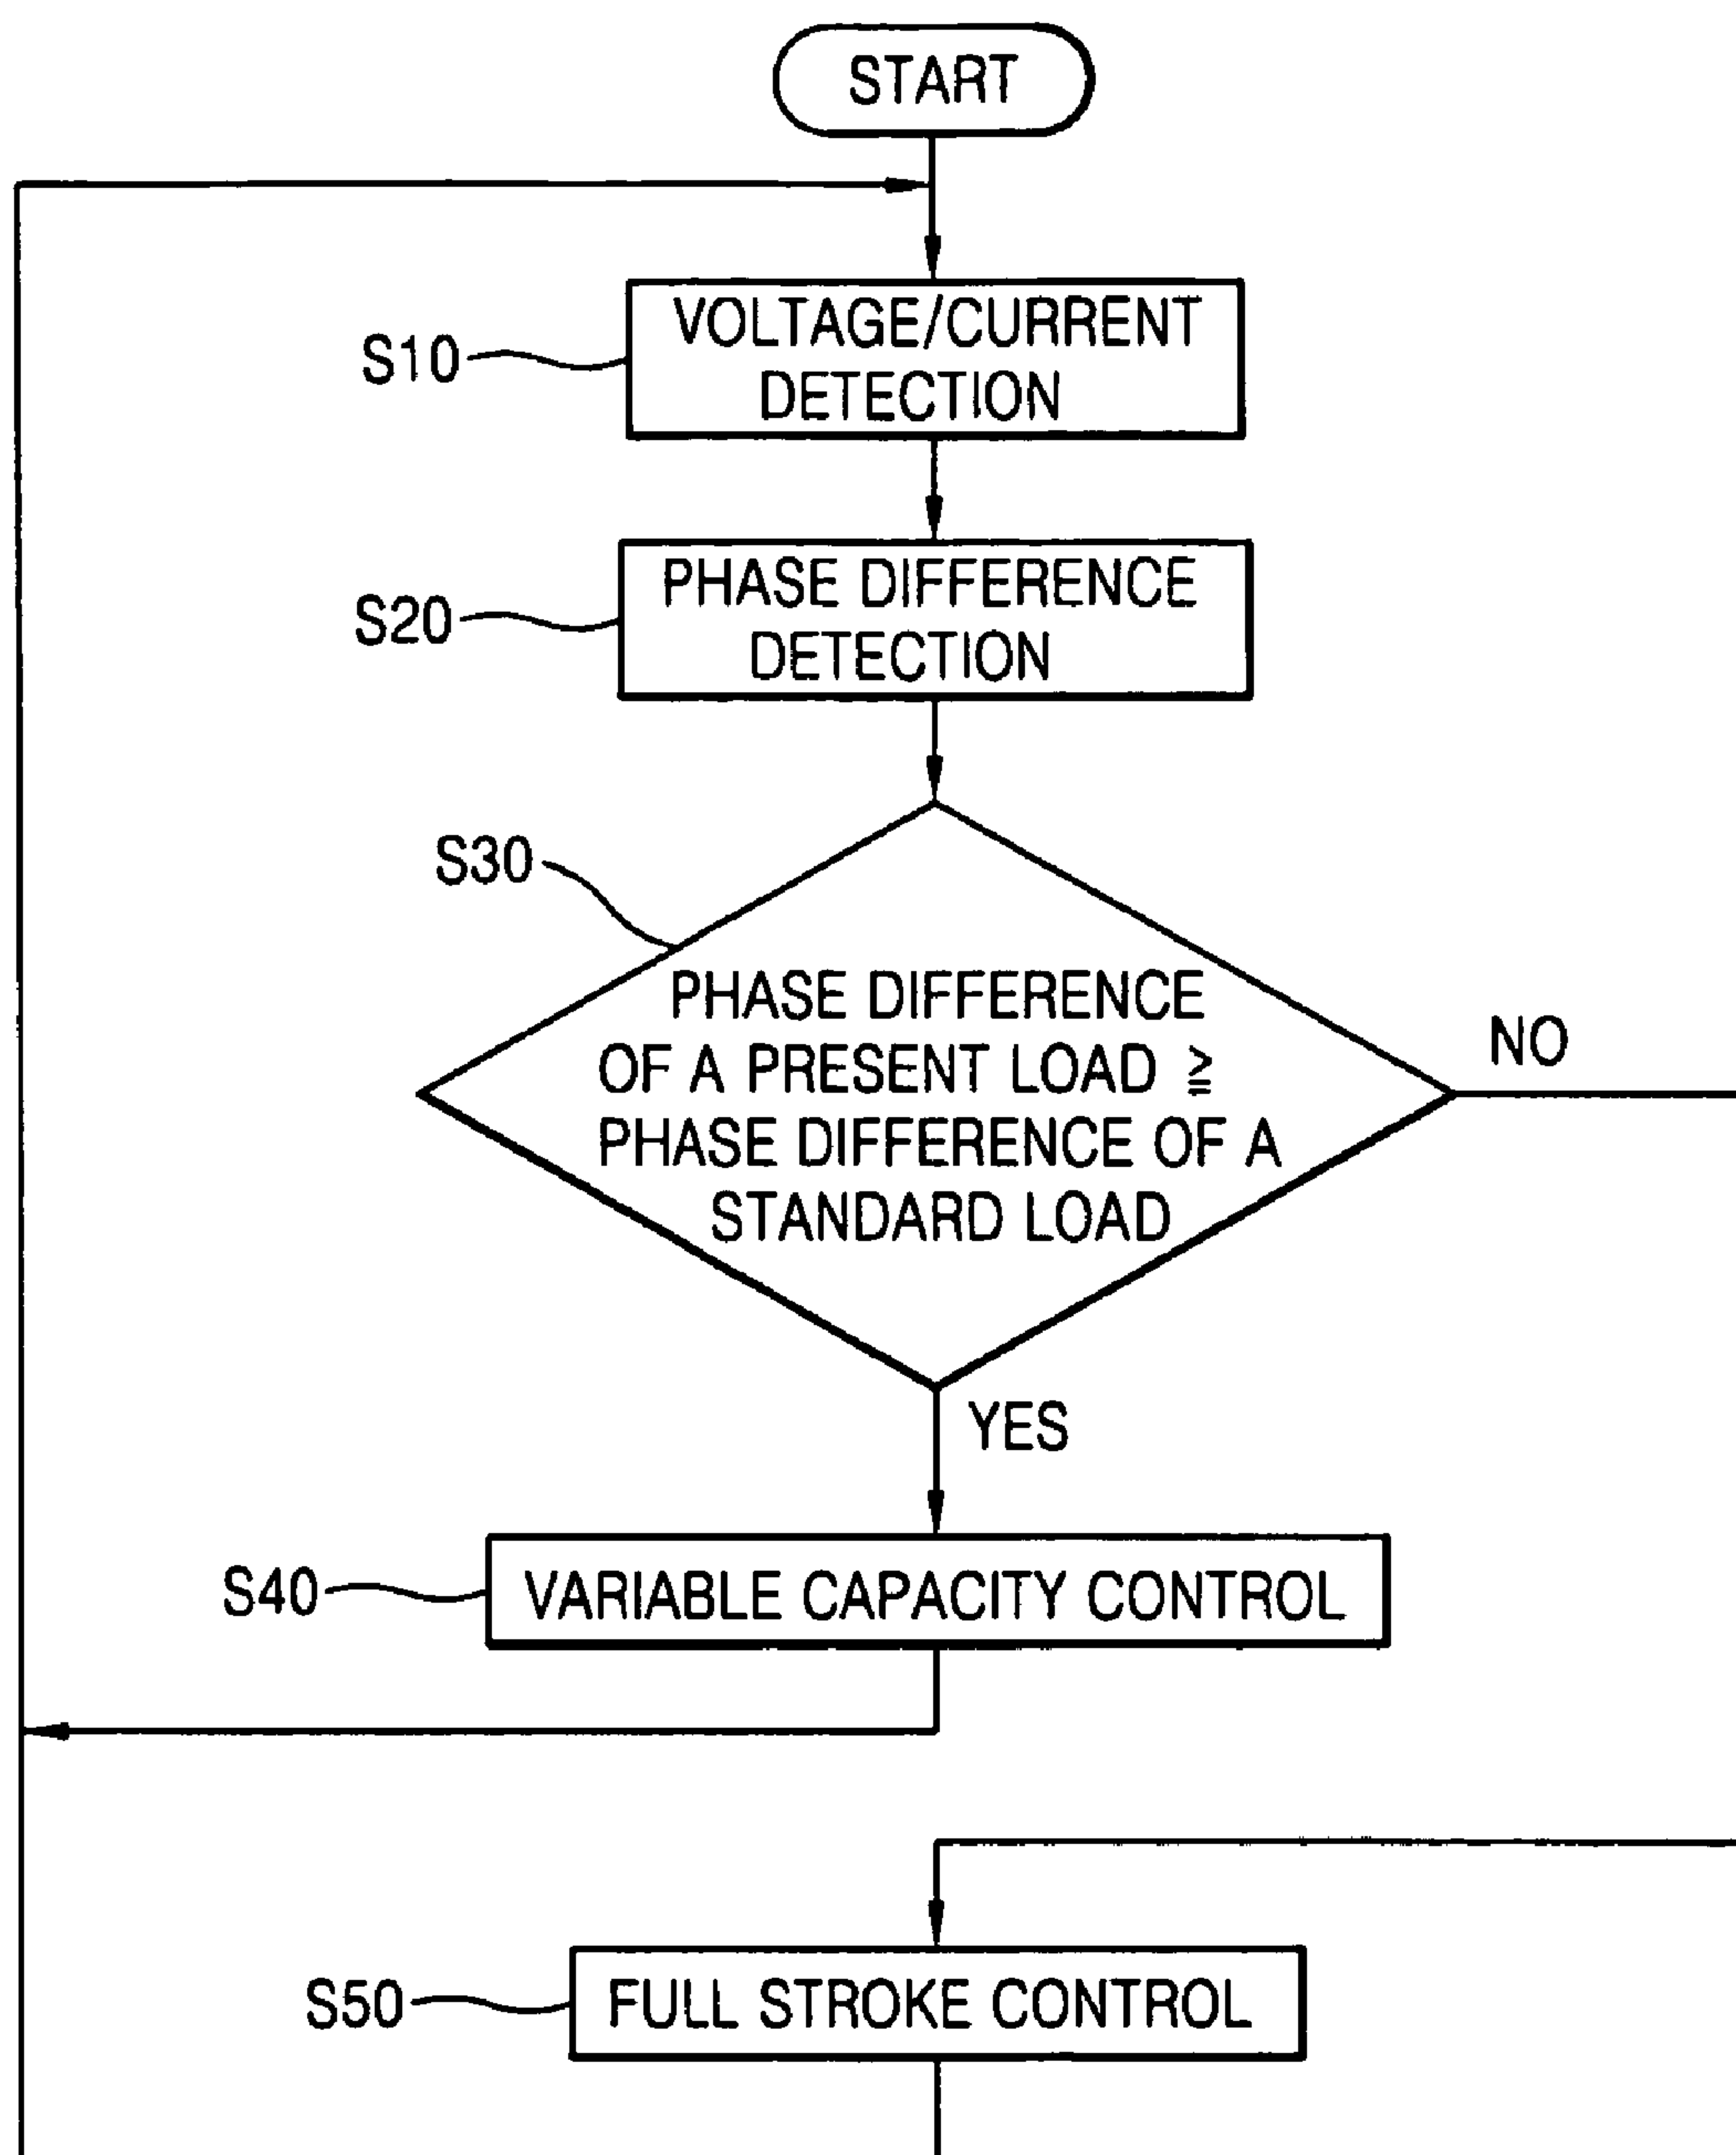 START
VOLTAGE/CURRENT
DETECTION
S10
PHASE DIFFERENCE
DETECTION
S20
S30
PHASE DIFFERENCE
OF A PRESENT LOAD ≧
PHASE DIFFERENCE OF A
STANDARD LOAD
NO
YES
S40
VARIABLE CAPACITY CONTROL
S50
FULL STROKE CONTROL